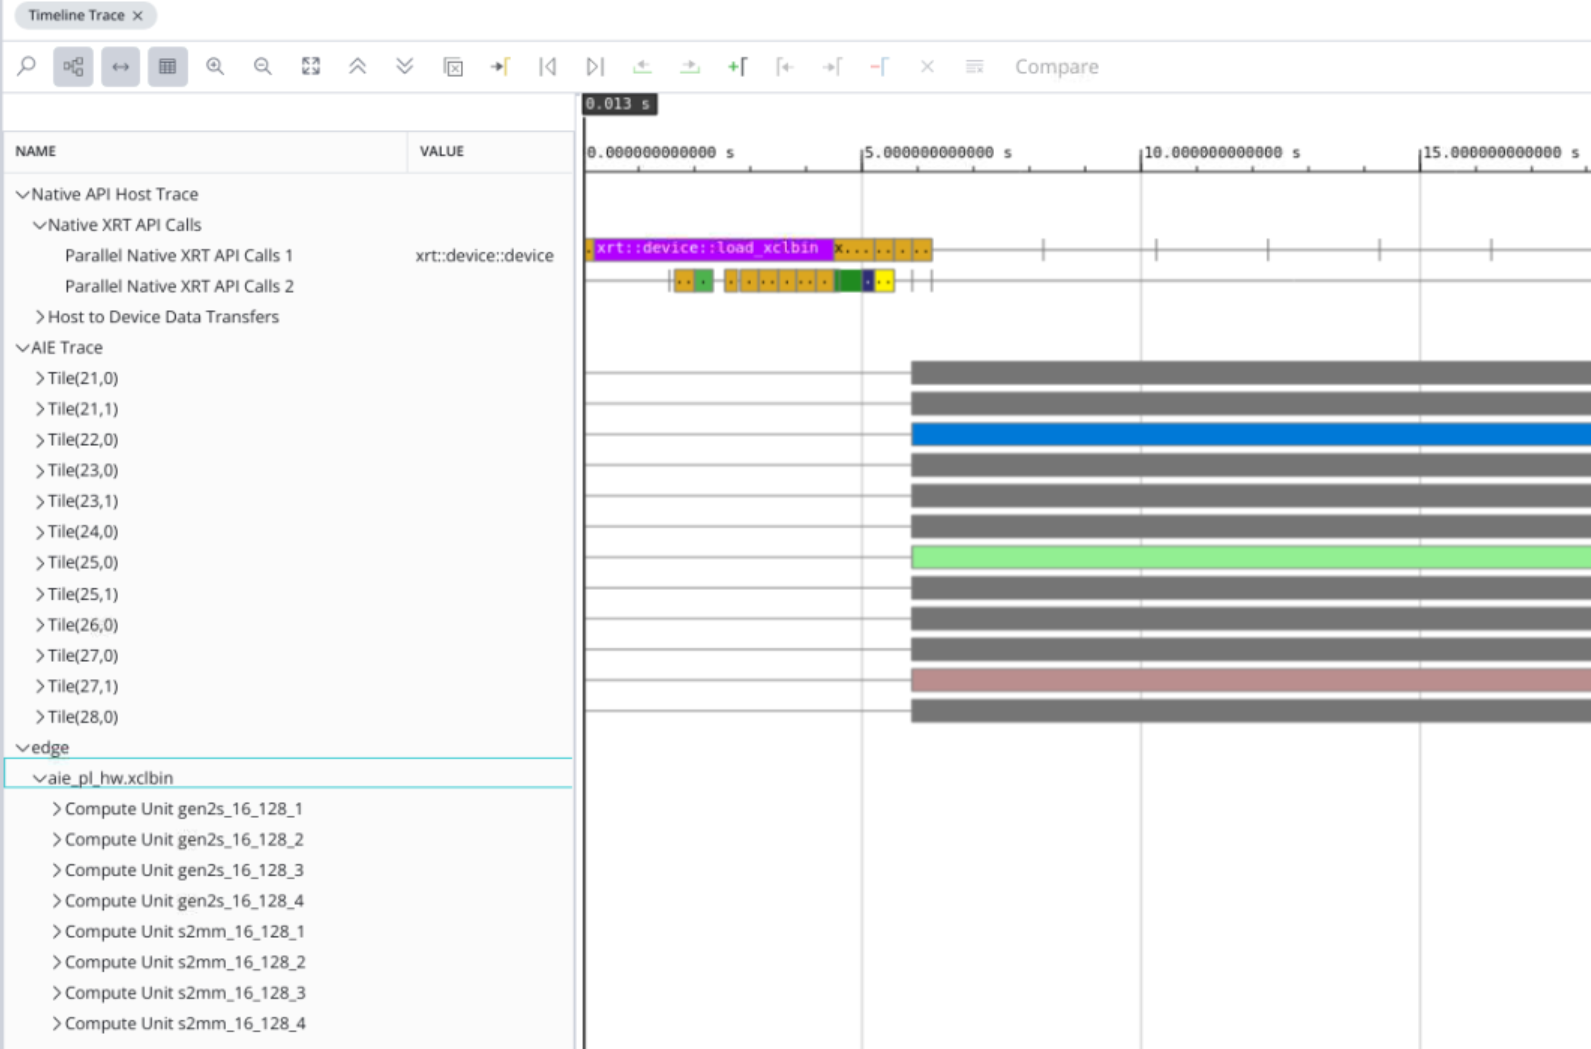 Timeline Trace
Compare
0.013 s
NAME VALUE
0.000000000000 s 5.000000000000 s 10.000000000000 s 15.000000000000 s
Native API Host Trace
Native XRT API Calls
Parallel Native XRT API Calls 1 xrt::device::device . xrt::device::load_xclbin x... .. .. .. ..
Parallel Native XRT API Calls 2
Host to Device Data Transfers
AIE Trace
Tile(21,0)
Tile(21,1)
Tile(22,0)
Tile(23,0)
Tile(23,1)
Tile(24,0)
Tile(25,0)
Tile(25,1)
Tile(26,0)
Tile(27,0)
Tile(27,1)
Tile(28,0)
edge
aie_pl_hw.xclbin
Compute Unit gen2s_16_128_1
Compute Unit gen2s_16_128_2
Compute Unit gen2s_16_128_3
Compute Unit gen2s_16_128_4
Compute Unit s2mm_16_128_1
Compute Unit s2mm_16_128_2
Compute Unit s2mm_16_128_3
Compute Unit s2mm_16_128_4